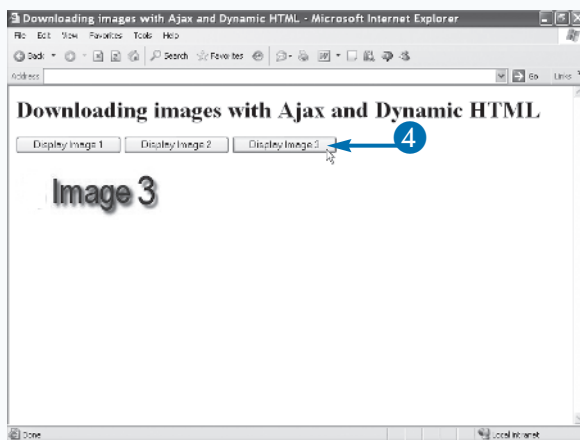 Downloading images with Ajax and Dynamic HTML - Microsoft Internet Explorer
File Edit View Favorites Tools Help
Back Search Favorites
Address Go Links
Downloading images with Ajax and Dynamic HTML
Display Image 1 Display Image 2 Display Image 3 4
Image 3
Done Local intranet